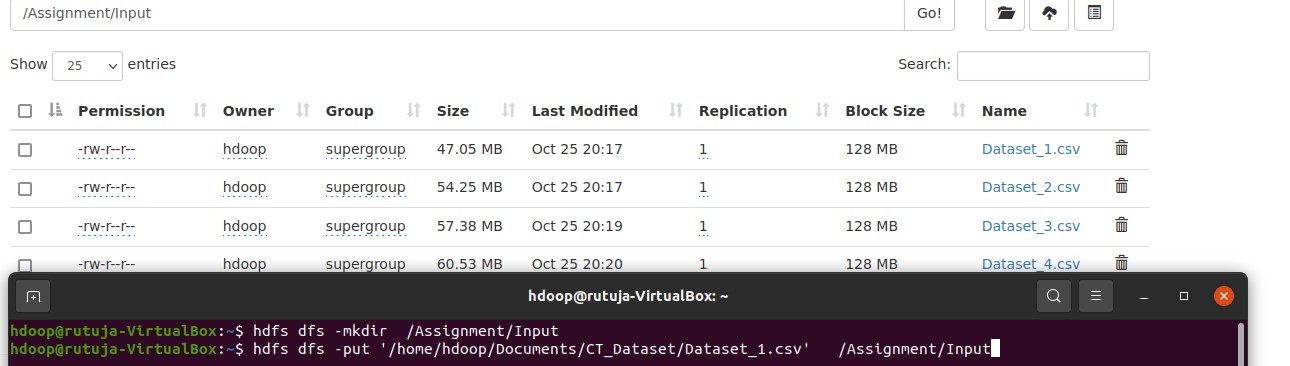 /Assignment/Input Go!
Show 25 entries Search:
Permission Owner Group Size Last Modified Replication Block Size Name
-rw-r--r-- hdoop supergroup 47.05 MB Oct 25 20:17 1 128 MB Dataset_1.csv
-rw-r--r-- hdoop supergroup 54.25 MB Oct 25 20:17 1 128 MB Dataset_2.csv
-rw-r--r-- hdoop supergroup 57.38 MB Oct 25 20:19 1 128 MB Dataset_3.csv
-rw-r--r-- hdoop supergroup 60.53 MB Oct 25 20:20 1 128 MB Dataset_4.csv
hdoop@rutuja-VirtualBox: ~
hdoop@rutuja-VirtualBox:~$ hdfs dfs -mkdir  /Assignment/Input
hdoop@rutuja-VirtualBox:~$ hdfs dfs -put '/home/hdoop/Documents/CT_Dataset/Dataset_1.csv'   /Assignment/Input